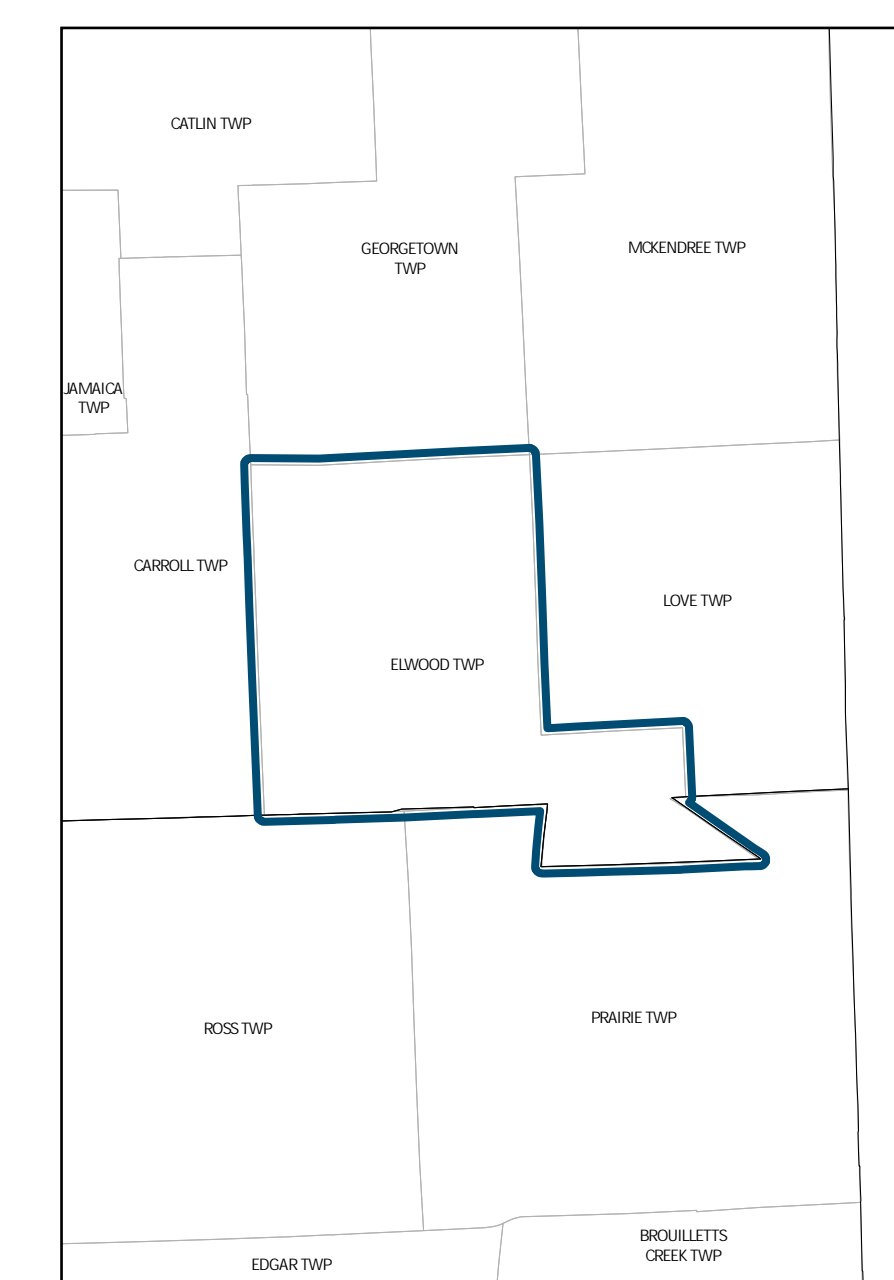 CATLIN TWP
GEORGETOWN
TWP
MCKENDREE TWP
JAMAICA
TWP
CARROLL TWP
LOVE TWP
ELWOOD TWP
ROSS TWP
PRAIRIE TWP
BROUILLETTS
CREEK TWP
EDGAR TWP